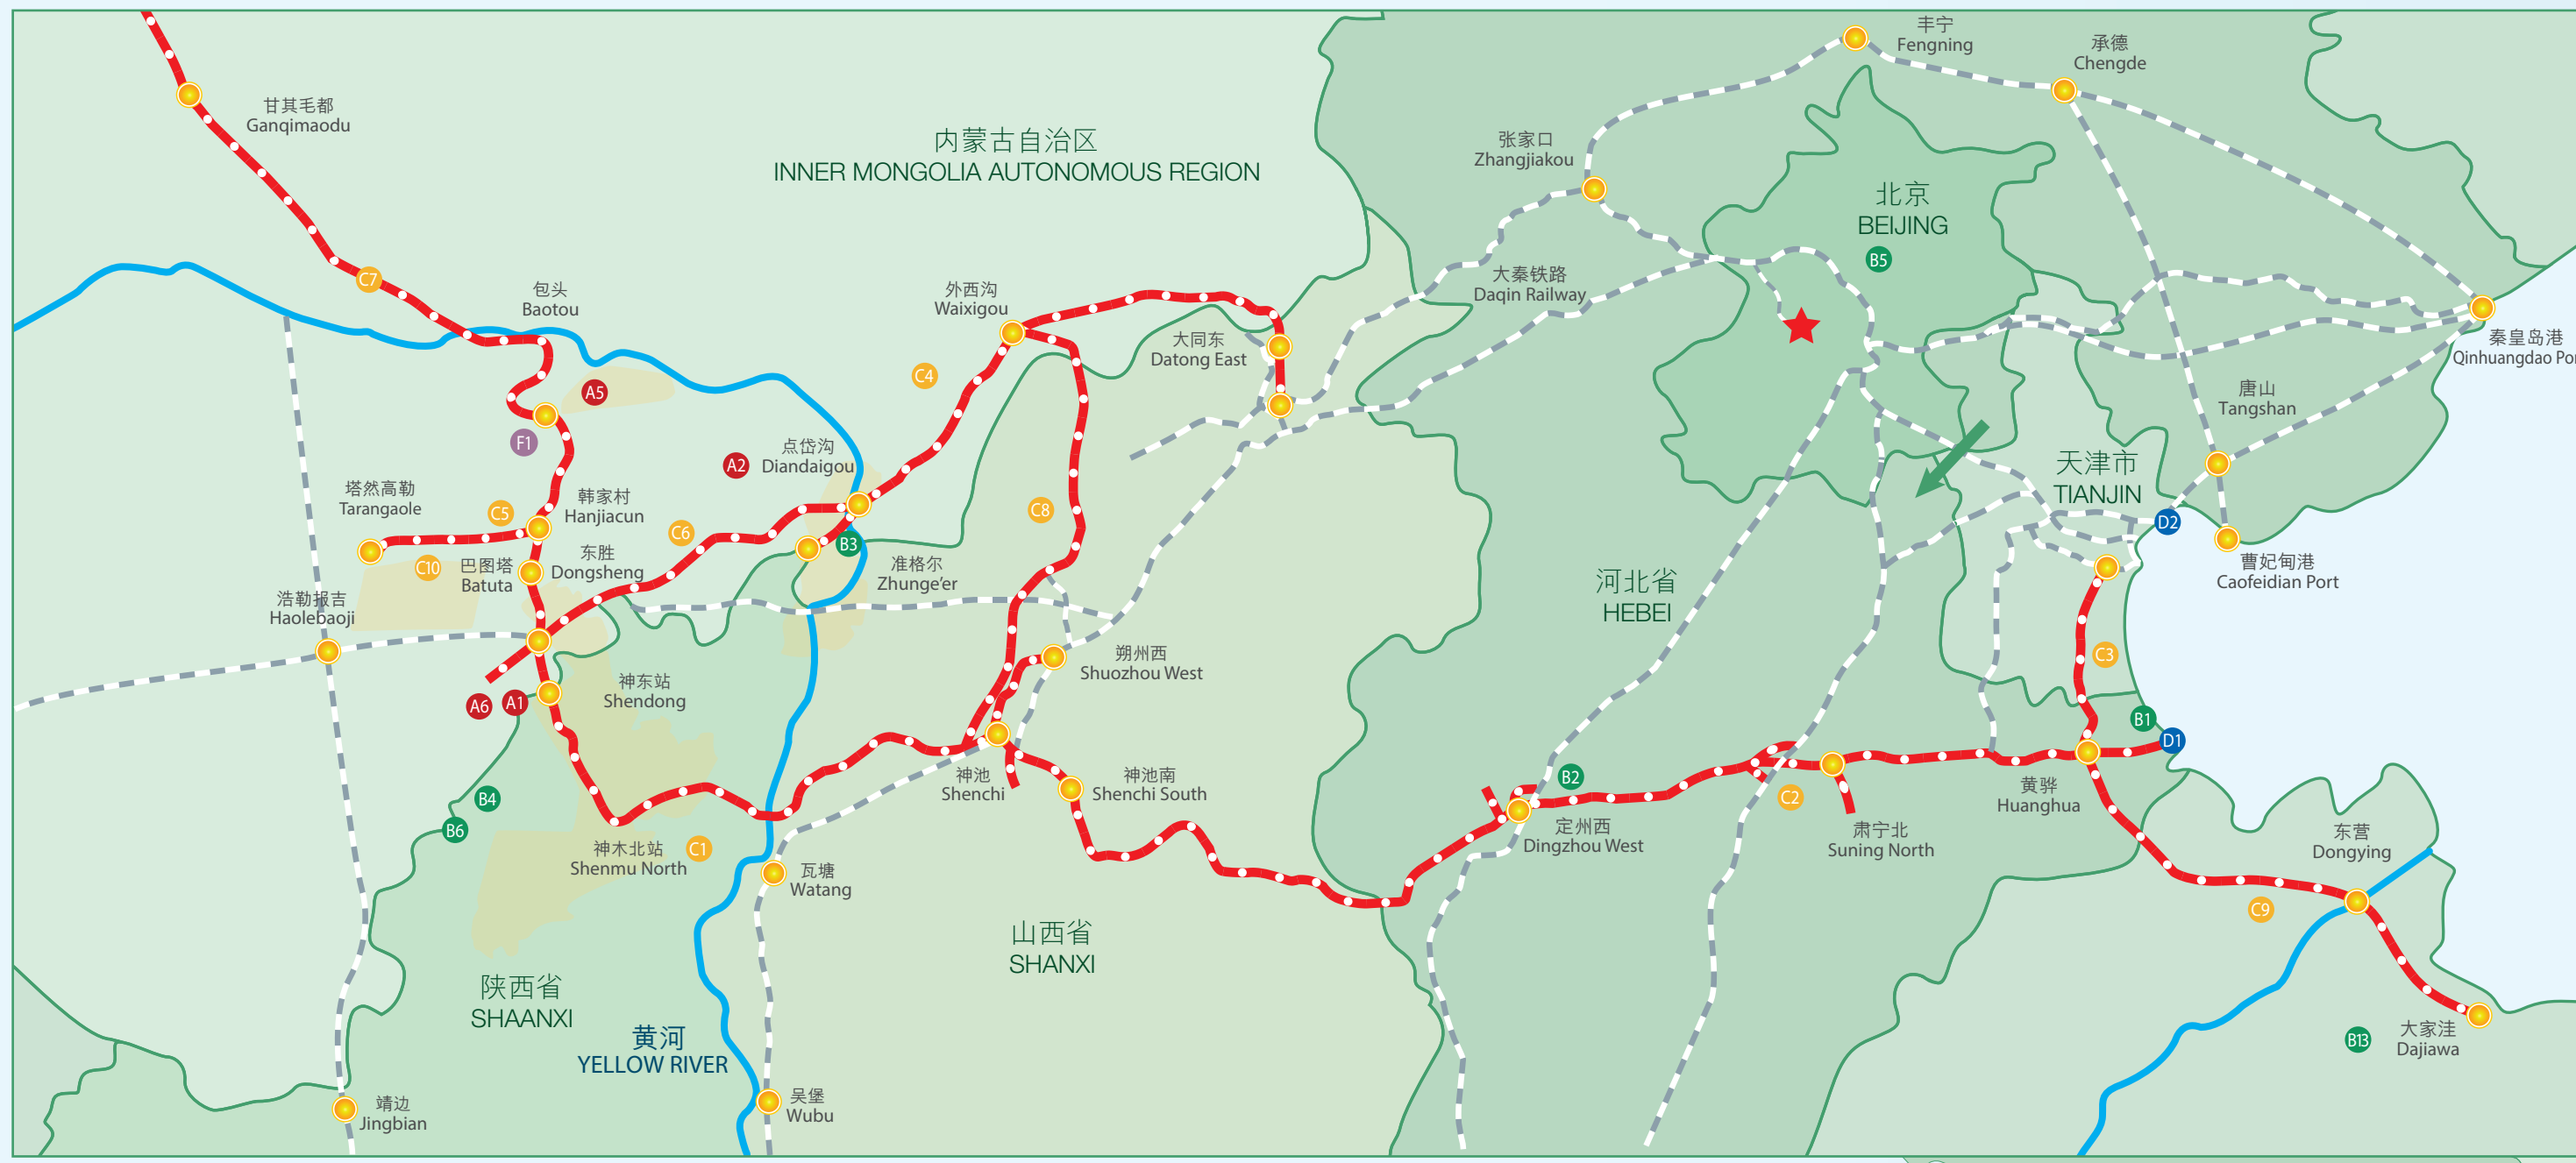 丰宁
Fengning
承德
Chengde
甘其毛都
Ganqimaodu
内蒙古自治区
INNER MONGOLIA AUTONOMOUS REGION
张家口
Zhangjiakou
北京
BEIJING
B5
C7
包头
Baotou
外西沟
Waixigou
大秦铁路
Daqin Railway
大同东
Datong East
秦皇岛港
Qinhuangdao Por
C4
A5
唐山
Tangshan
F1
点岱沟
Diandaigou
A2
天津市
TIANJIN
塔然高勒
Tarangaole
韩家村
Hanjiacun
C5
C6
C8
D2
B3
东胜
Dongsheng
C10
巴图塔
Batuta
准格尔
Zhunge'er
曹妃甸港
Caofeidian Port
河北省
HEBEI
浩勒报吉
Haolebaoji
朔州西
Shuozhou West
C3
神东站
Shendong
A6
A1
B1
D1
神池
Shenchi
神池南
Shenchi South
B2
C2
黄骅
Huanghua
B4
B6
神木北站
Shenmu North
C1
定州西
Dingzhou West
肃宁北
Suning North
东营
Dongying
瓦塘
Watang
C9
山西省
SHANXI
陕西省
SHAANXI
黄河
YELLOW RIVER
B13
大家洼
Dajiawa
靖边
Jingbian
吴堡
Wubu